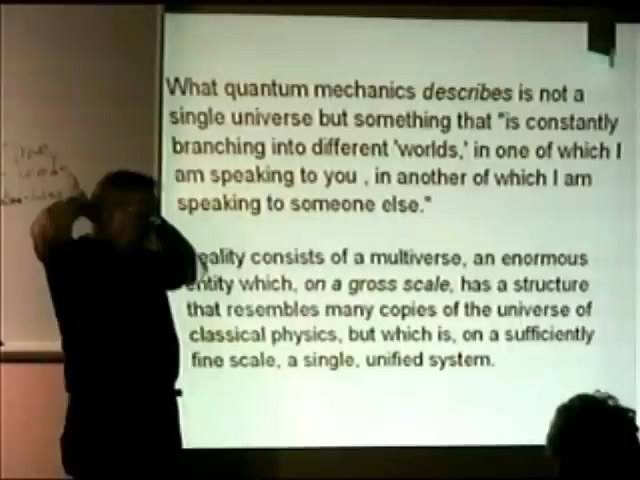 What quantum mechanics describes is not a
single universe but something that "is constantly
branching into different 'worlds,' in one of which I
am speaking to you , in another of which I am
speaking to someone else."
eality consists of a multiverse, an enormous
entity which, on a gross scale, has a structure
that resembles many copies of the universe of
classical physics, but which is, on a sufficiently
fine scale, a single, unified system.